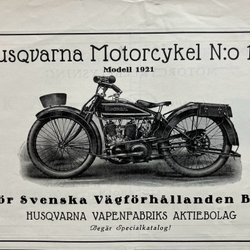 usqvarna Motorcykel N:o 1
Modell 1921
ör Svenska Vägförhållanden B
HUSQVARNA VAPENFABRIKS AKTIEBOLAG
Begär Specialkatalog!